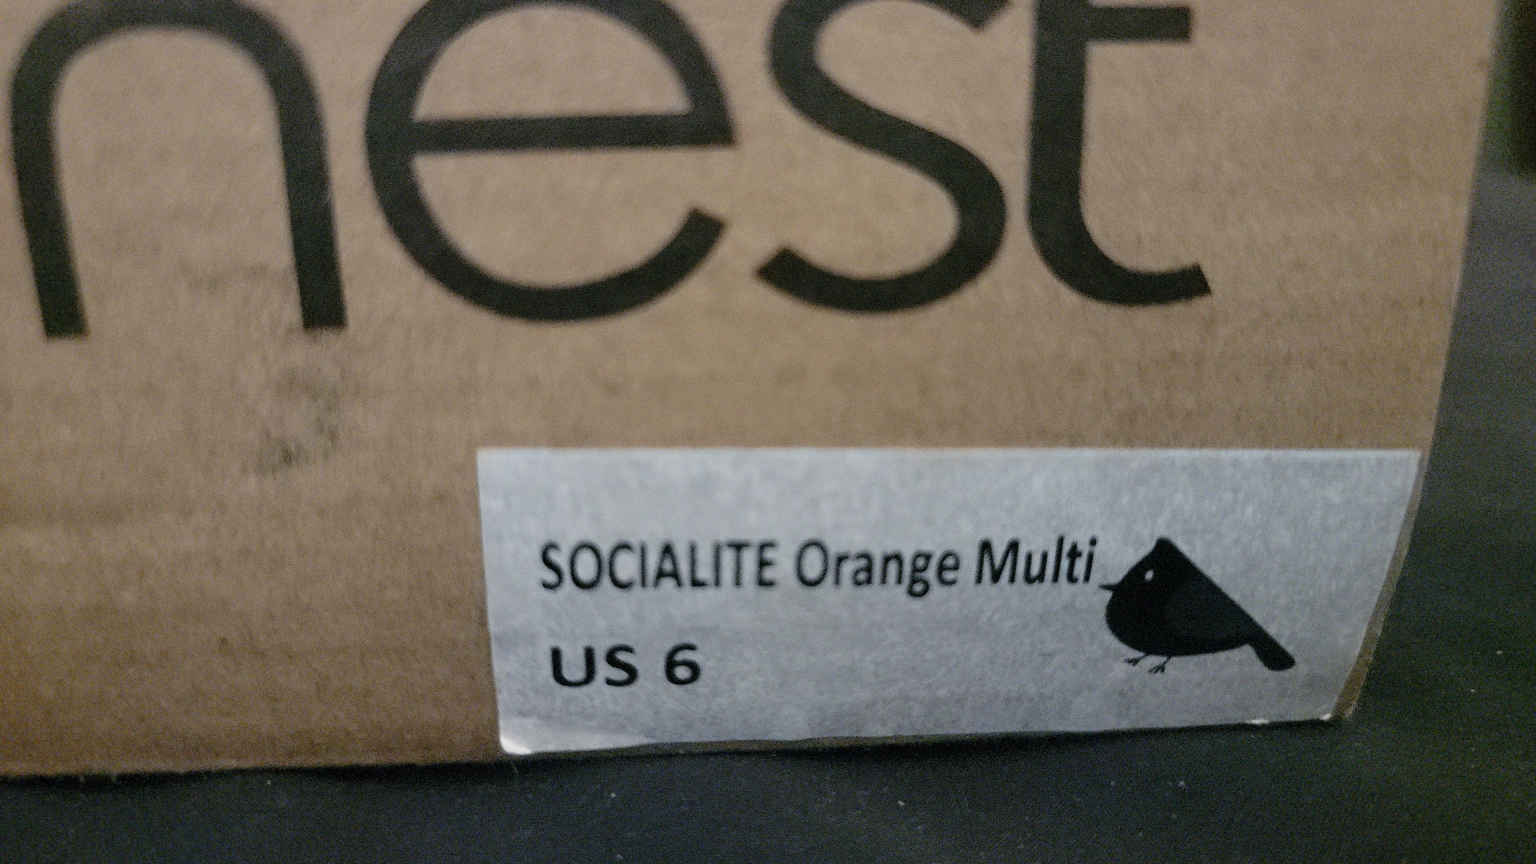 nest
SOCIALITE Orange Multi
US 6